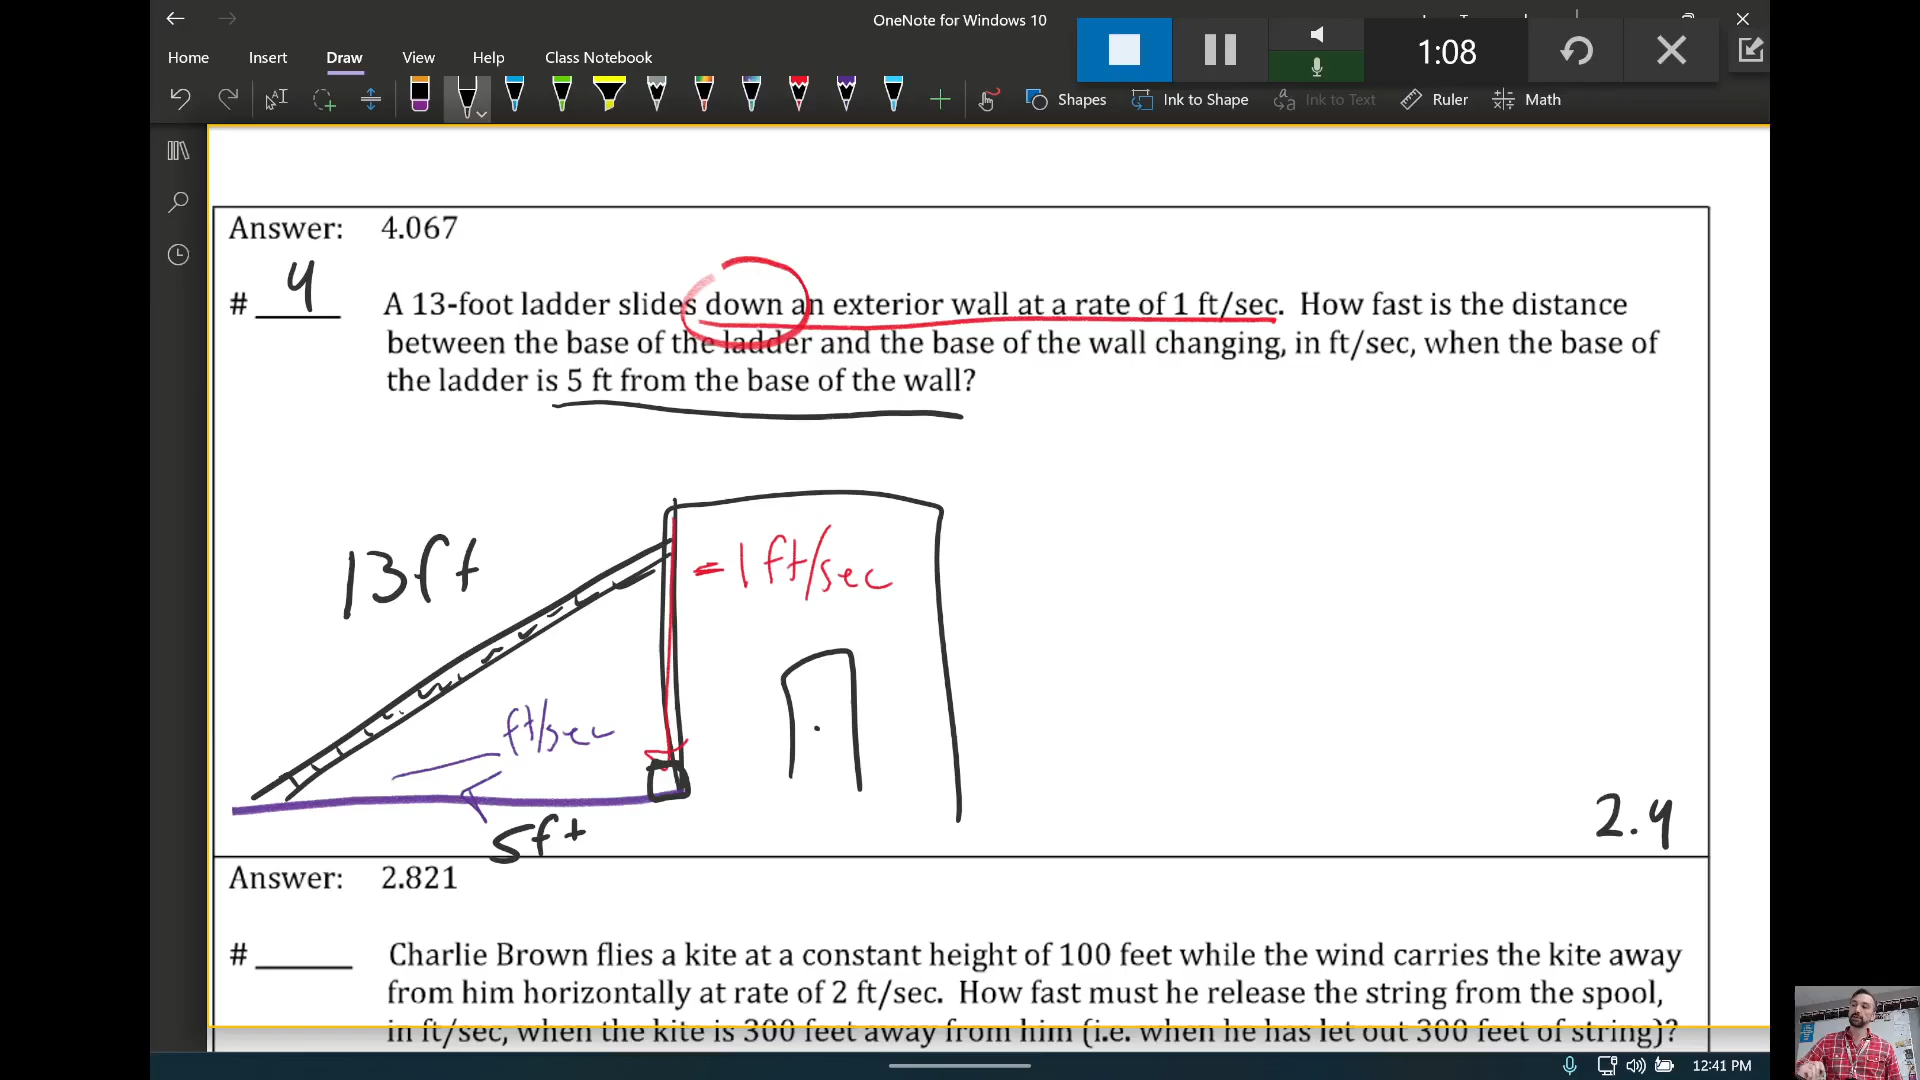 OneNote for Windows 10
Home Insert Draw View Help Class Notebook
1:08
Shapes Ink to Shape Ink to Text Ruler Math
Answer: 4.067
# 4 A 13-foot ladder slides down an exterior wall at a rate of 1 ft/sec. How fast is the distance
between the base of the ladder and the base of the wall changing, in ft/sec, when the base of
the ladder is 5 ft from the base of the wall?
13ft
-1ft/sec
ft/sec
5ft
2.4
Answer: 2.821
# Charlie Brown flies a kite at a constant height of 100 feet while the wind carries the kite away
from him horizontally at rate of 2 ft/sec. How fast must he release the string from the spool,
in ft/sec, when the kite is 300 feet away from him (i.e. when he has let out 300 feet of string)?
12:41 PM